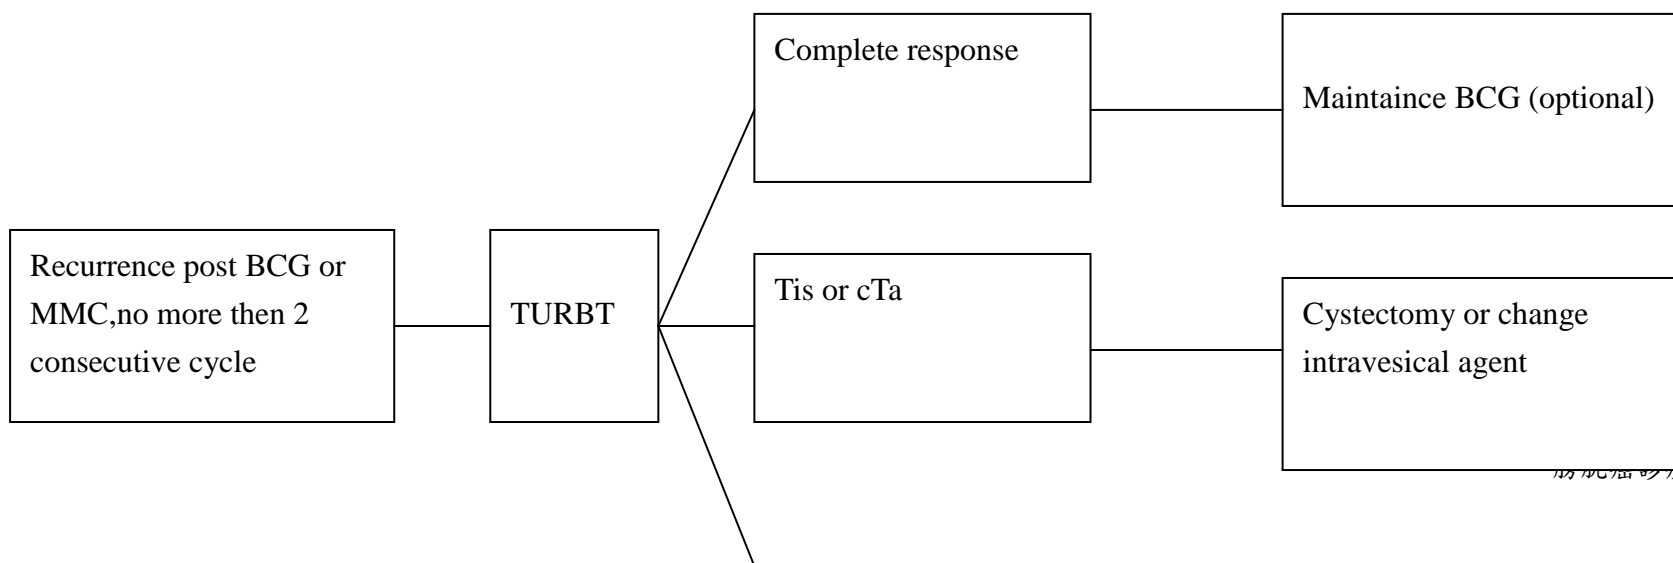 Complete response
Maintaince BCG (optional)
Recurrence post BCG or
MMC,no more then 2
consecutive cycle
TURBT
Tis or cTa
Cystectomy or change
intravesical agent